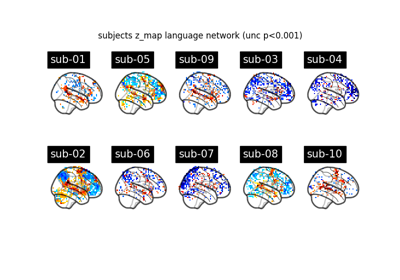 subjects z_map language network (unc p<0.001)
sub-01 sub-05 sub-09 sub-03 sub-04
sub-02 sub-06 sub-07 sub-08 sub-10